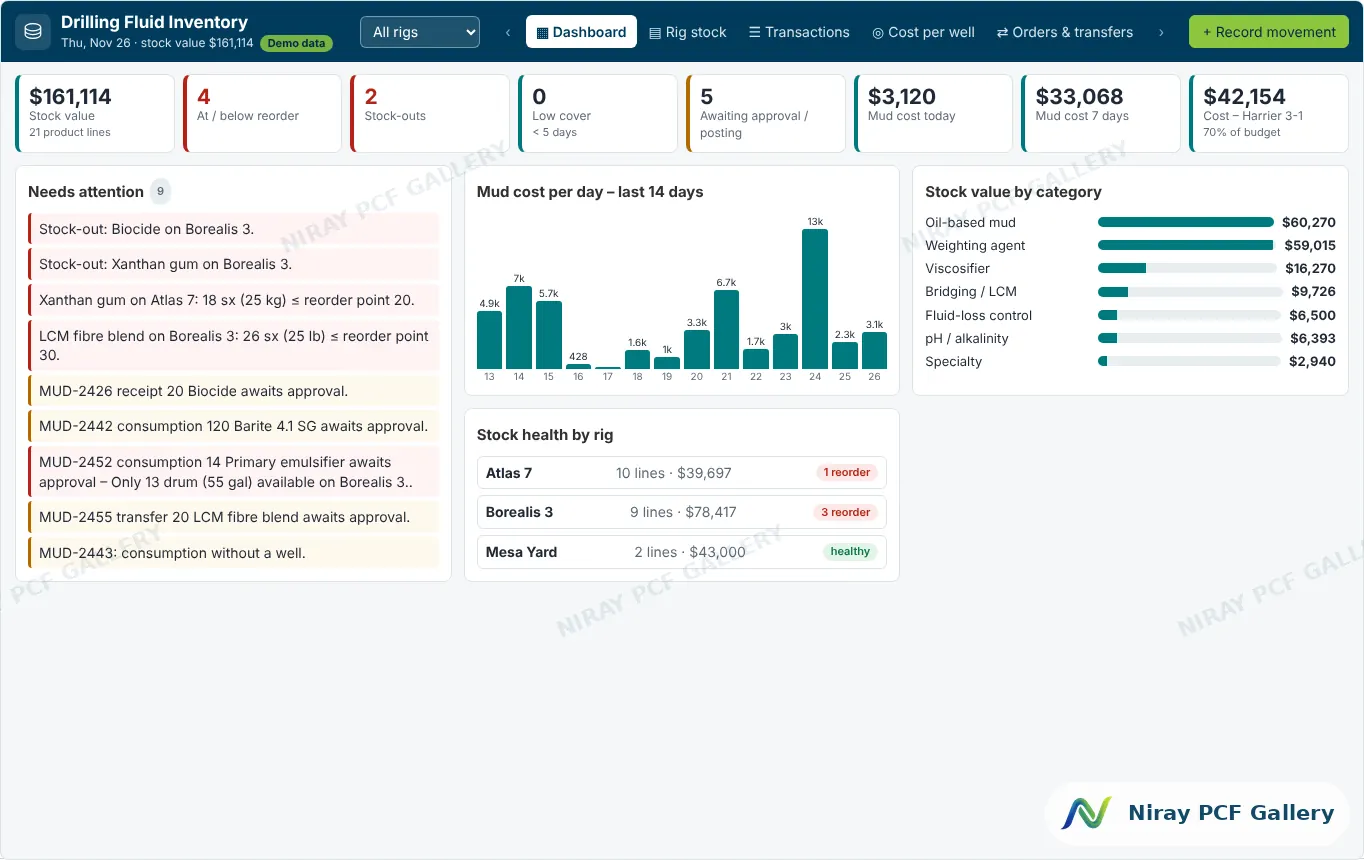 Drilling Fluid Inventory
Thu, Nov 26 · stock value $161,114 Demo data
All rigs
‹
Dashboard
Rig stock
Transactions
Cost per well
Orders & transfers
›
+ Record movement
$161,114
Stock value
21 product lines
4
At / below reorder
2
Stock-outs
0
Low cover
< 5 days
5
Awaiting approval /
posting
$3,120
Mud cost today
$33,068
Mud cost 7 days
$42,154
Cost – Harrier 3-1
70% of budget
Needs attention 9
Stock-out: Biocide on Borealis 3.
Stock-out: Xanthan gum on Borealis 3.
Xanthan gum on Atlas 7: 18 sx (25 kg) ≤ reorder point 20.
LCM fibre blend on Borealis 3: 26 sx (25 lb) ≤ reorder point
30.
MUD-2426 receipt 20 Biocide awaits approval.
MUD-2442 consumption 120 Barite 4.1 SG awaits approval.
MUD-2452 consumption 14 Primary emulsifier awaits
approval – Only 13 drum (55 gal) available on Borealis 3..
MUD-2455 transfer 20 LCM fibre blend awaits approval.
MUD-2443: consumption without a well.
Mud cost per day – last 14 days
4.9k 7k 5.7k 428 1.6k 1k 3.3k 6.7k 1.7k 3k 13k 2.3k 3.1k
13 14 15 16 17 18 19 20 21 22 23 24 25 26
Stock health by rig
Atlas 7 10 lines · $39,697 1 reorder
Borealis 3 9 lines · $78,417 3 reorder
Mesa Yard 2 lines · $43,000 healthy
Stock value by category
Oil-based mud $60,270
Weighting agent $59,015
Viscosifier $16,270
Bridging / LCM $9,726
Fluid-loss control $6,500
pH / alkalinity $6,393
Specialty $2,940
NIRAY PCF GALLERY
NIRAY PCF GALLERY
PCF GALLERY
NIRAY PCF GALLERY
NIRAY PCF GALL
Niray PCF Gallery